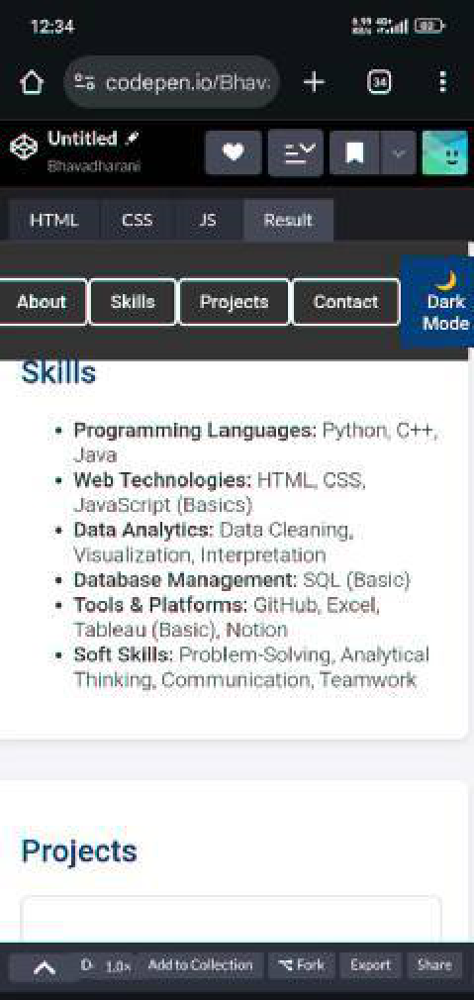 12:34
codepen.io/Bhav
34
Untitled
Bhavadharani
HTML CSS JS Result
About Skills Projects Contact
Dark
Mode
Skills
• Programming Languages: Python, C++,
Java
• Web Technologies: HTML, CSS,
JavaScript (Basics)
• Data Analytics: Data Cleaning,
Visualization, Interpretation
• Database Management: SQL (Basic)
• Tools & Platforms: GitHub, Excel,
Tableau (Basic), Notion
• Soft Skills: Problem-Solving, Analytical
Thinking, Communication, Teamwork
Projects
1.0× Add to Collection Fork Export Share